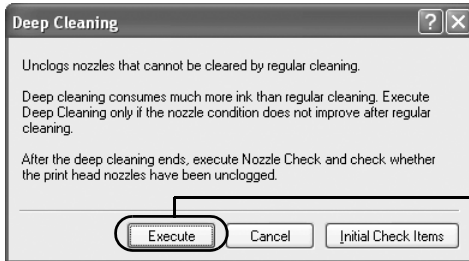 Deep Cleaning
Unclogs nozzles that cannot be cleared by regular cleaning.
Deep cleaning consumes much more ink than regular cleaning. Execute
Deep Cleaning only if the nozzle condition does not improve after regular
cleaning.
After the deep cleaning ends, execute Nozzle Check and check whether
the print head nozzles have been unclogged.
Execute Cancel Initial Check Items